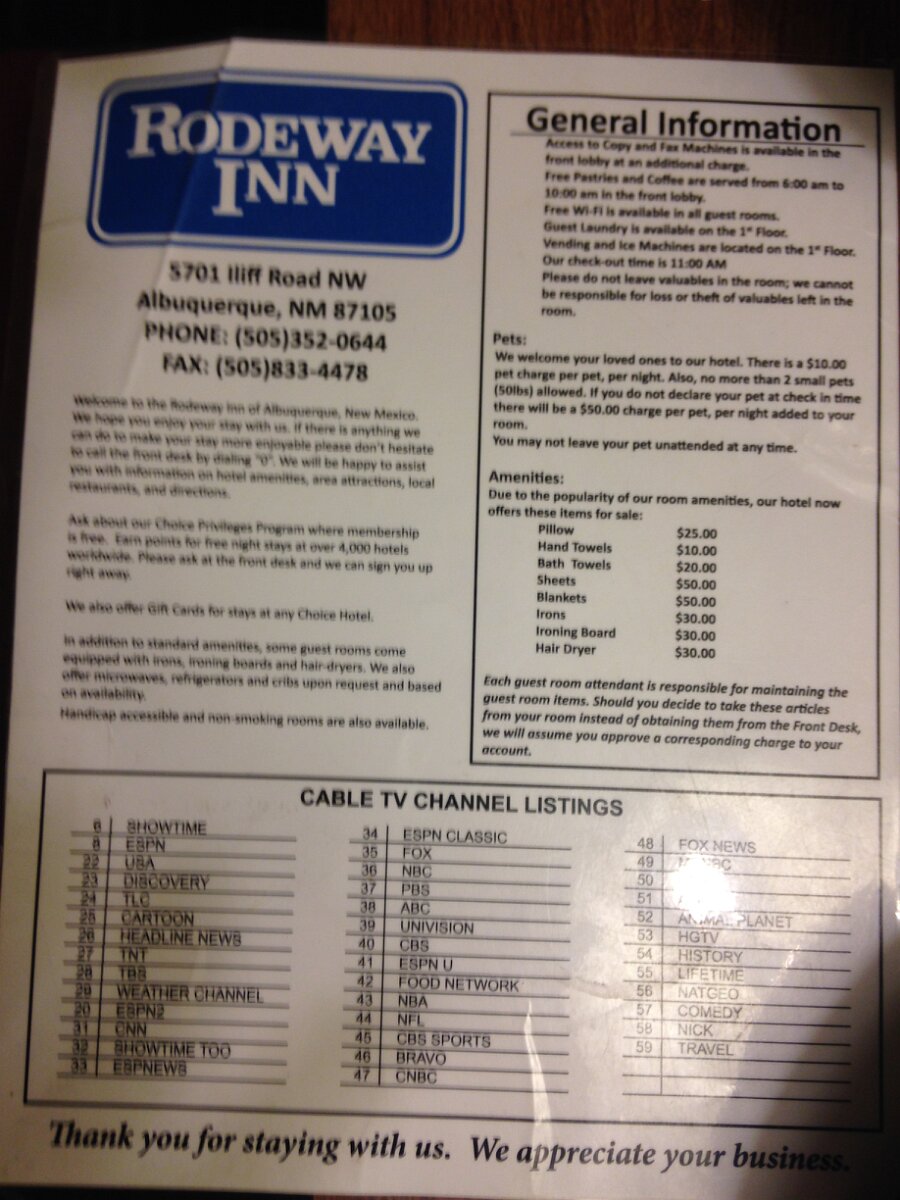 RODEWAY
INN
5701 Iliff Road NW
Albuquerque, NM 87105
PHONE: (505)352-0644
FAX: (505)833-4478
Welcome to the Rodeway Inn of Albuquerque, New Mexico.
We hope you enjoy your stay with us. If there is anything we
can do to make your stay more enjoyable please don't hesitate
to call the front desk by dialing "0". We will be happy to assist
you with information on hotel amenities, area attractions, local
restaurants, and directions.
Ask about our Choice Privileges Program where membership
is free. Earn points for free night stays at over 4,000 hotels
worldwide. Please ask at the front desk and we can sign you up
right away.
We also offer Gift Cards for stays at any Choice Hotel.
In addition to standard amenities, some guest rooms come
equipped with irons, ironing boards and hair-dryers. We also
offer microwaves, refrigerators and cribs upon request and based
on availability.
Handicap accessible and non-smoking rooms are also available.
General Information
Access to Copy and Fax Machines is available in the
front lobby at an additional charge.
Free Pastries and Coffee are served from 6:00 am to
10:00 am in the front lobby.
Free Wi-Fi is available in all guest rooms.
Guest Laundry is available on the 1st Floor.
Vending and Ice Machines are located on the 1st Floor.
Our check-out time is 11:00 AM
Please do not leave valuables in the room; we cannot
be responsible for loss or theft of valuables left in the
room.
Pets:
We welcome your loved ones to our hotel. There is a $10.00
pet charge per pet, per night. Also, no more than 2 small pets
(50lbs) allowed. If you do not declare your pet at check in time
there will be a $50.00 charge per pet, per night added to your
room.
You may not leave your pet unattended at any time.
Amenities:
Due to the popularity of our room amenities, our hotel now
offers these items for sale:
Pillow $25.00
Hand Towels $10.00
Bath Towels $20.00
Sheets $50.00
Blankets $50.00
Irons $30.00
Ironing Board $30.00
Hair Dryer $30.00
Each guest room attendant is responsible for maintaining the
guest room items. Should you decide to take these articles
from your room instead of obtaining them from the Front Desk,
we will assume you approve a corresponding charge to your
account.
CABLE TV CHANNEL LISTINGS
6 SHOWTIME
8 ESPN
22 USA
23 DISCOVERY
24 TLC
25 CARTOON
26 HEADLINE NEWS
27 TNT
28 TBS
29 WEATHER CHANNEL
ESPN2
31 CNN
32 SHOWTIME TOO
33 ESPNEWS
34 ESPN CLASSIC
35 FOX
36 NBC
37 PBS
38 ABC
39 UNIVISION
40 CBS
41 ESPN U
42 FOOD NETWORK
43 NBA
44 NFL
45 CBS SPORTS
46 BRAVO
47 CNBC
48 FOX NEWS
49
50
51
52 ANIMAL PLANET
53 HGTV
54 HISTORY
55 LIFETIME
56 NATGEO
57 COMEDY
58 NICK
59 TRAVEL
Thank you for staying with us. We appreciate your business.